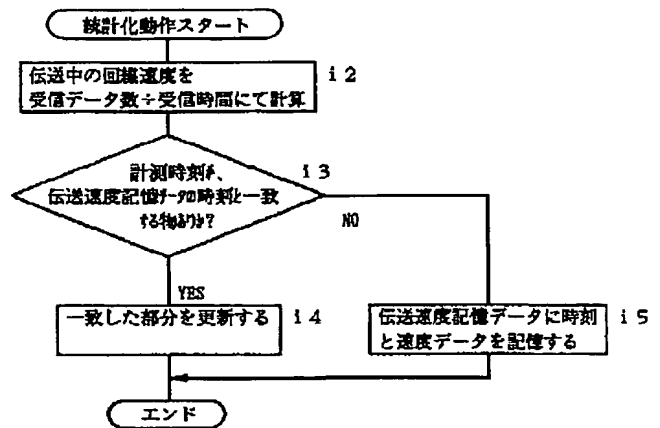 統計化動作スタート
伝送中の回線速度を
受信データ数÷受信時間にて計算
i2
計測時刻が、
伝送速度記憶データの時刻と一致
する物ありか?
i3
NO
YES
一致した部分を更新する
i4
伝送速度記憶データに時刻
と速度データを記憶する
i5
エンド